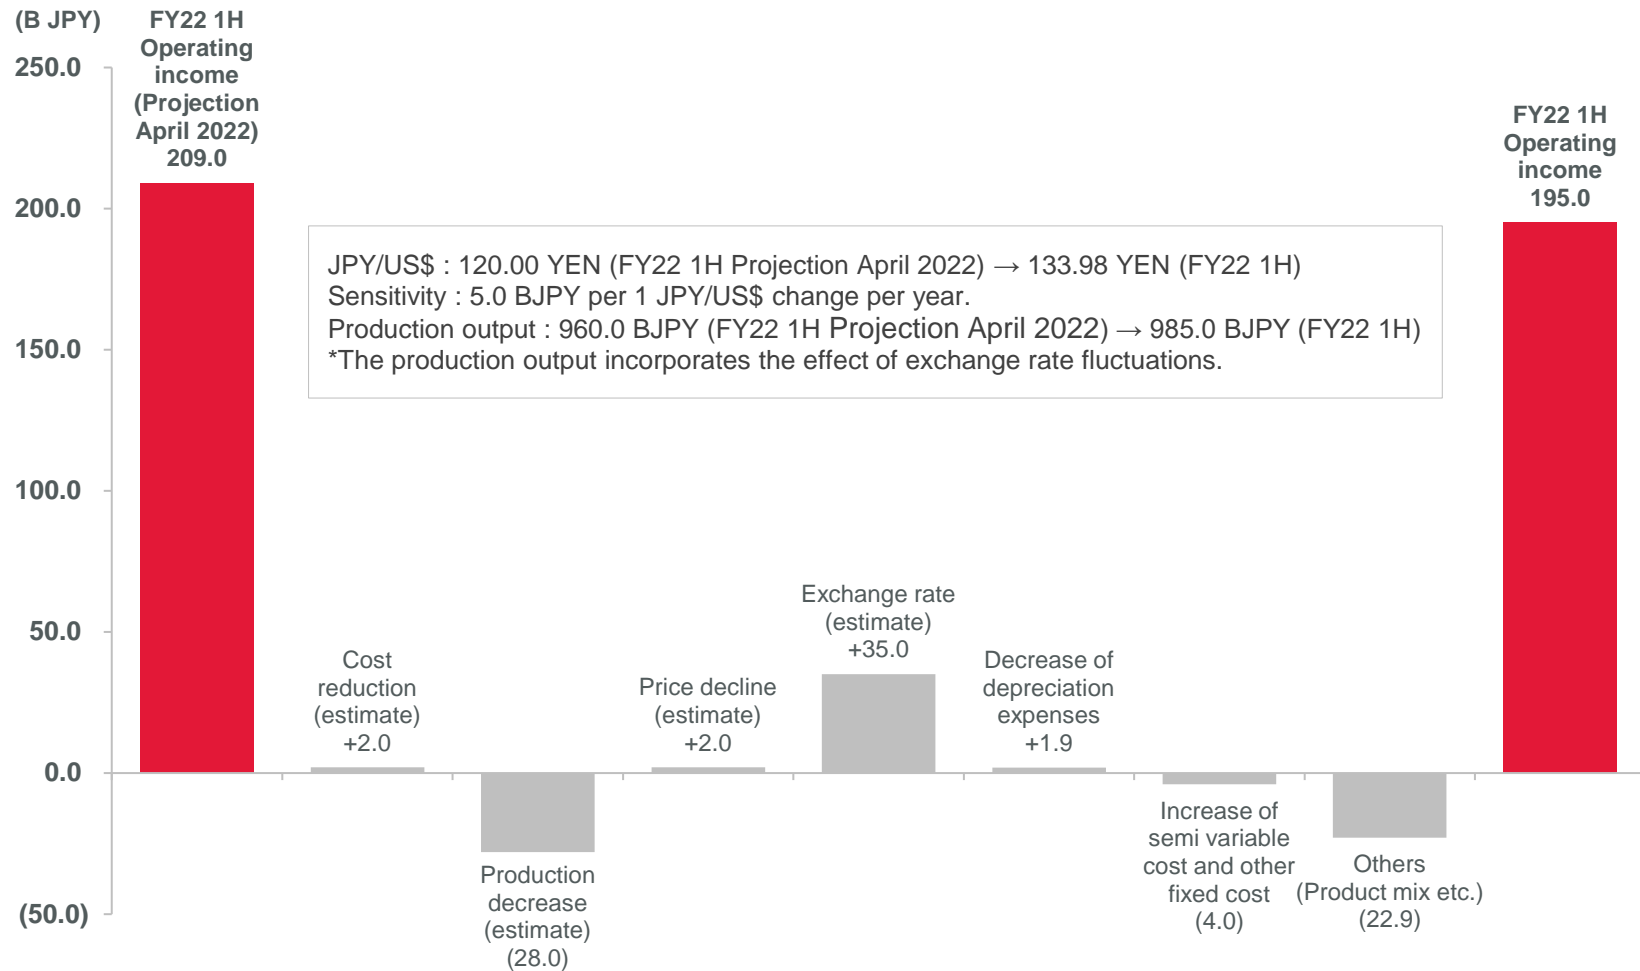 (B JPY)
FY22 1H
Operating
income
(Projection
April 2022)
209.0
250.0
200.0
150.0
100.0
50.0
0.0
(50.0)
JPY/US$ : 120.00 YEN (FY22 1H Projection April 2022) → 133.98 YEN (FY22 1H)
Sensitivity : 5.0 BJPY per 1 JPY/US$ change per year.
Production output : 960.0 BJPY (FY22 1H Projection April 2022) → 985.0 BJPY (FY22 1H)
*The production output incorporates the effect of exchange rate fluctuations.
Cost
reduction
(estimate)
+2.0
Production
decrease
(estimate)
(28.0)
Price decline
(estimate)
+2.0
Exchange rate
(estimate)
+35.0
Decrease of
depreciation
expenses
+1.9
Increase of
semi variable
cost and other
fixed cost
(4.0)
Others
(Product mix etc.)
(22.9)
FY22 1H
Operating
income
195.0